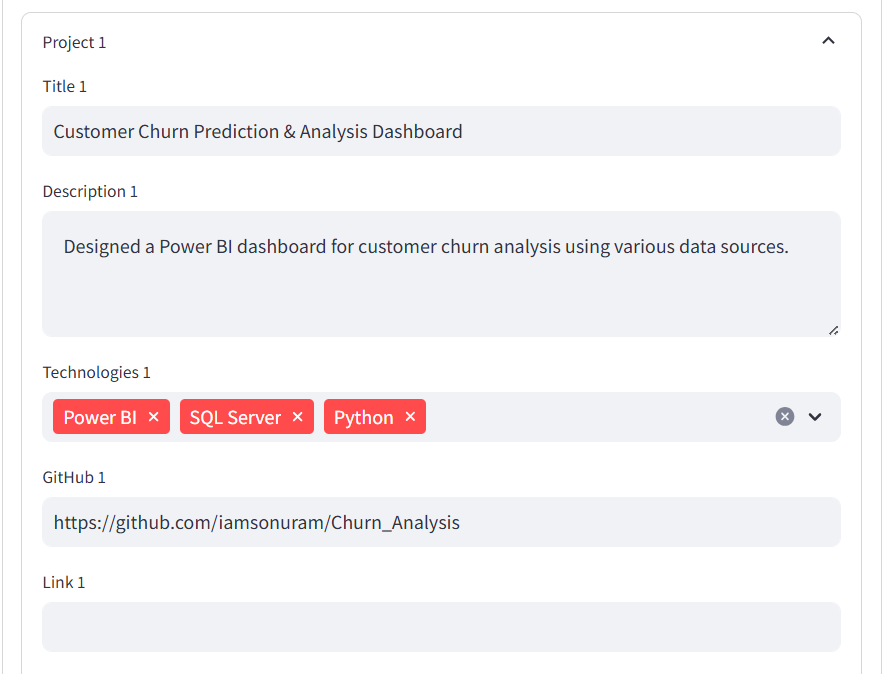 Project 1
Title 1
Customer Churn Prediction & Analysis Dashboard
Description 1
Designed a Power BI dashboard for customer churn analysis using various data sources.
Technologies 1
Power BI SQL Server Python
GitHub 1
https://github.com/iamsonuram/Churn_Analysis
Link 1